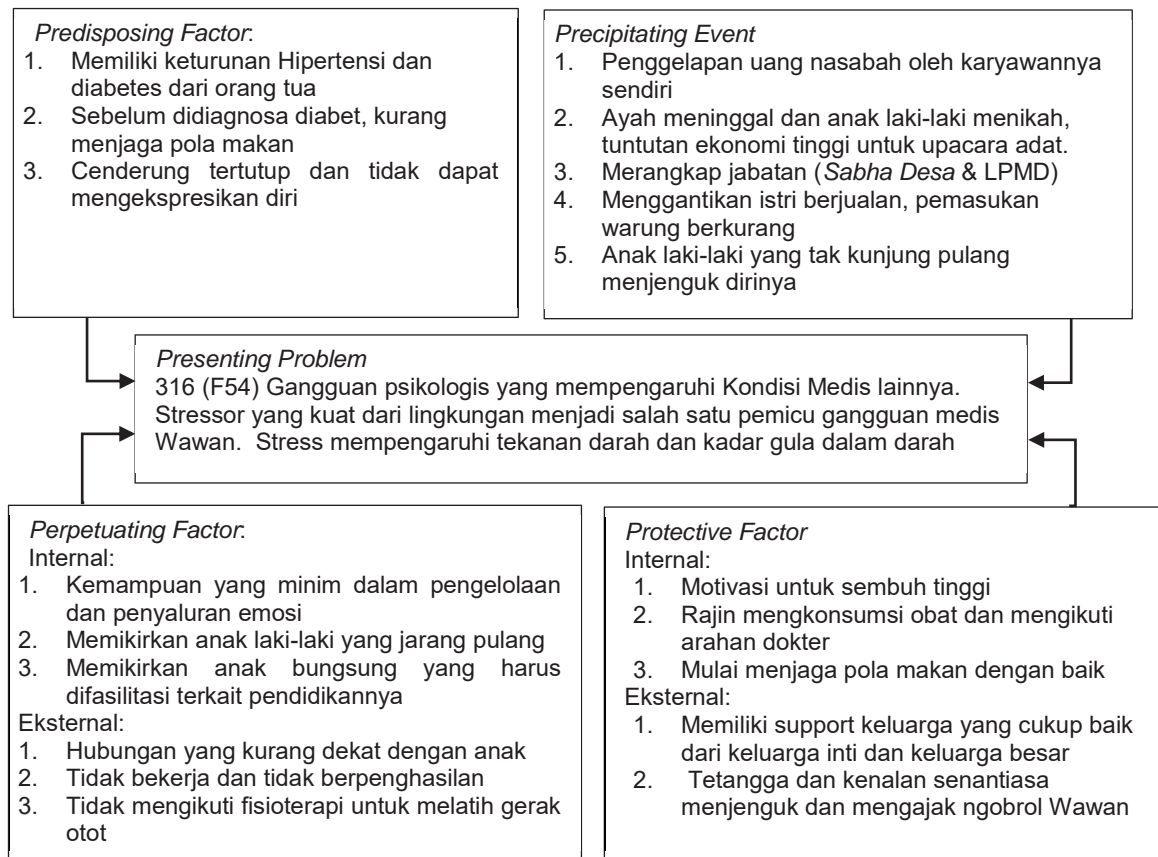 Predisposing Factor:
1. Memiliki keturunan Hipertensi dan
diabetes dari orang tua
2. Sebelum didiagnosa diabet, kurang
menjaga pola makan
3. Cenderung tertutup dan tidak dapat
mengekspresikan diri
Precipitating Event
1. Penggelapan uang nasabah oleh karyawannya
sendiri
2. Ayah meninggal dan anak laki-laki menikah,
tuntutan ekonomi tinggi untuk upacara adat.
3. Merangkap jabatan (Sabha Desa & LPMD)
4. Menggantikan istri berjualan, pemasukan
warung berkurang
5. Anak laki-laki yang tak kunjung pulang
menjenguk dirinya
Presenting Problem
316 (F54) Gangguan psikologis yang mempengaruhi Kondisi Medis lainnya.
Stressor yang kuat dari lingkungan menjadi salah satu pemicu gangguan medis
Wawan. Stress mempengaruhi tekanan darah dan kadar gula dalam darah
Perpetuating Factor:
Internal:
1. Kemampuan yang minim dalam pengelolaan
dan penyaluran emosi
2. Memikirkan anak laki-laki yang jarang pulang
3. Memikirkan anak bungsung yang harus
difasilitasi terkait pendidikannya
Eksternal:
1. Hubungan yang kurang dekat dengan anak
2. Tidak bekerja dan tidak berpenghasilan
3. Tidak mengikuti fisioterapi untuk melatih gerak
otot
Protective Factor
Internal:
1. Motivasi untuk sembuh tinggi
2. Rajin mengkonsumsi obat dan mengikuti
arahan dokter
3. Mulai menjaga pola makan dengan baik
Eksternal:
1. Memiliki support keluarga yang cukup baik
dari keluarga inti dan keluarga besar
2. Tetangga dan kenalan senantiasa
menjenguk dan mengajak ngobrol Wawan